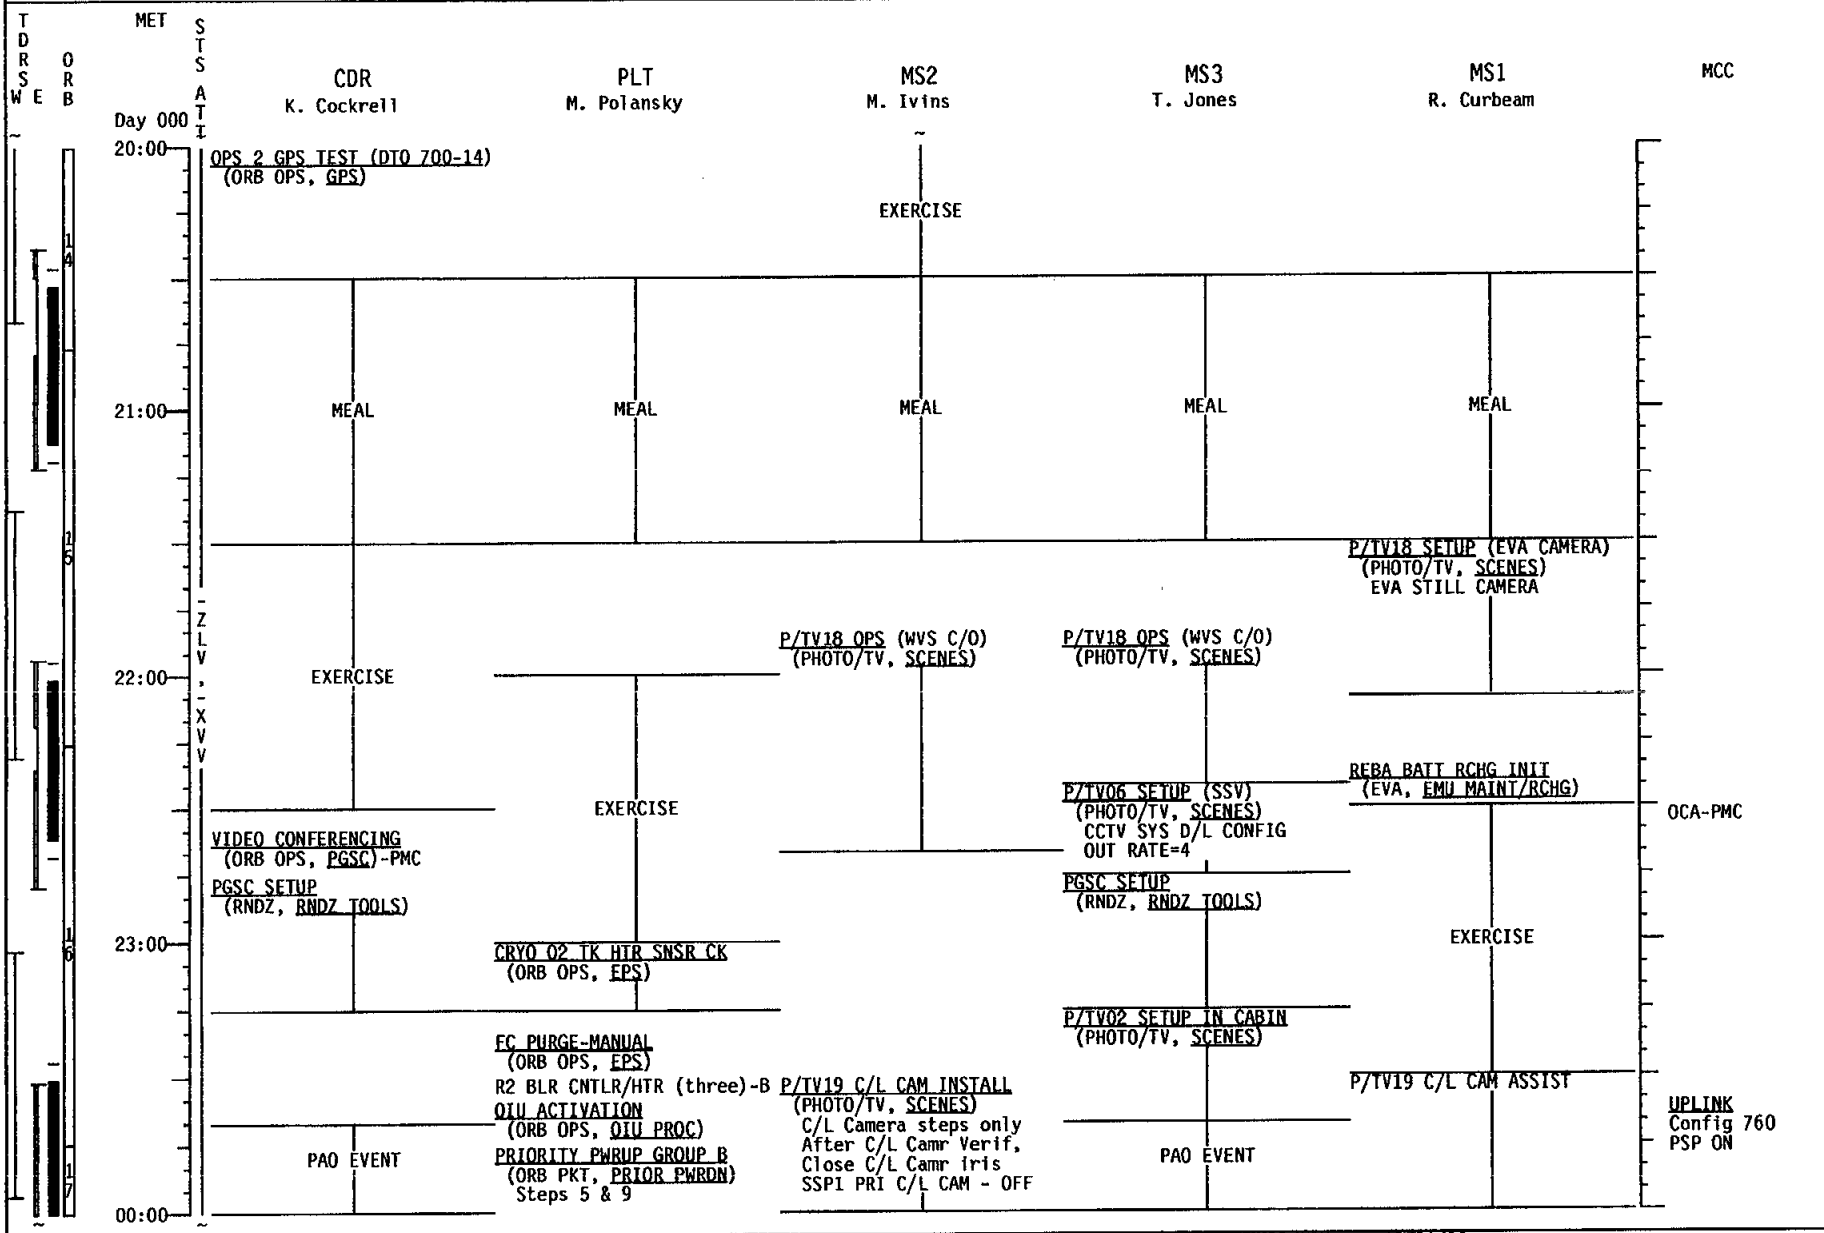 TDRS
W E
ORB
MET
STS ATT
CDR
K. Cockrell
PLT
M. Polansky
MS2
M. Ivins
MS3
T. Jones
MS1
R. Curbeam
MCC
Day 000
20:00
21:00
22:00
23:00
00:00
14
15
16
17
-ZLV,-XVV
OPS 2 GPS TEST (DTO 700-14)
(ORB OPS, GPS)
MEAL
EXERCISE
VIDEO CONFERENCING
(ORB OPS, PGSC)-PMC
PGSC SETUP
(RNDZ, RNDZ TOOLS)
PAO EVENT
MEAL
EXERCISE
CRYO O2 TK HTR SNSR CK
(ORB OPS, EPS)
FC PURGE-MANUAL
(ORB OPS, EPS)
R2 BLR CNTLR/HTR (three)-B
OIU ACTIVATION
(ORB OPS, OIU PROC)
PRIORITY PWRUP GROUP B
(ORB PKT, PRIOR PWRDN)
Steps 5 & 9
EXERCISE
MEAL
P/TV18 OPS (WVS C/O)
(PHOTO/TV, SCENES)
P/TV19 C/L CAM INSTALL
(PHOTO/TV, SCENES)
C/L Camera steps only
After C/L Camr Verif,
Close C/L Camr Iris
SSP1 PRI C/L CAM - OFF
MEAL
P/TV18 OPS (WVS C/O)
(PHOTO/TV, SCENES)
P/TV06 SETUP (SSV)
(PHOTO/TV, SCENES)
CCTV SYS D/L CONFIG
OUT RATE=4
PGSC SETUP
(RNDZ, RNDZ TOOLS)
P/TV02 SETUP IN CABIN
(PHOTO/TV, SCENES)
PAO EVENT
MEAL
P/TV18 SETUP (EVA CAMERA)
(PHOTO/TV, SCENES)
EVA STILL CAMERA
REBA BATT RCHG INIT
(EVA, EMU MAINT/RCHG)
EXERCISE
P/TV19 C/L CAM ASSIST
OCA-PMC
UPLINK
Config 760
PSP ON